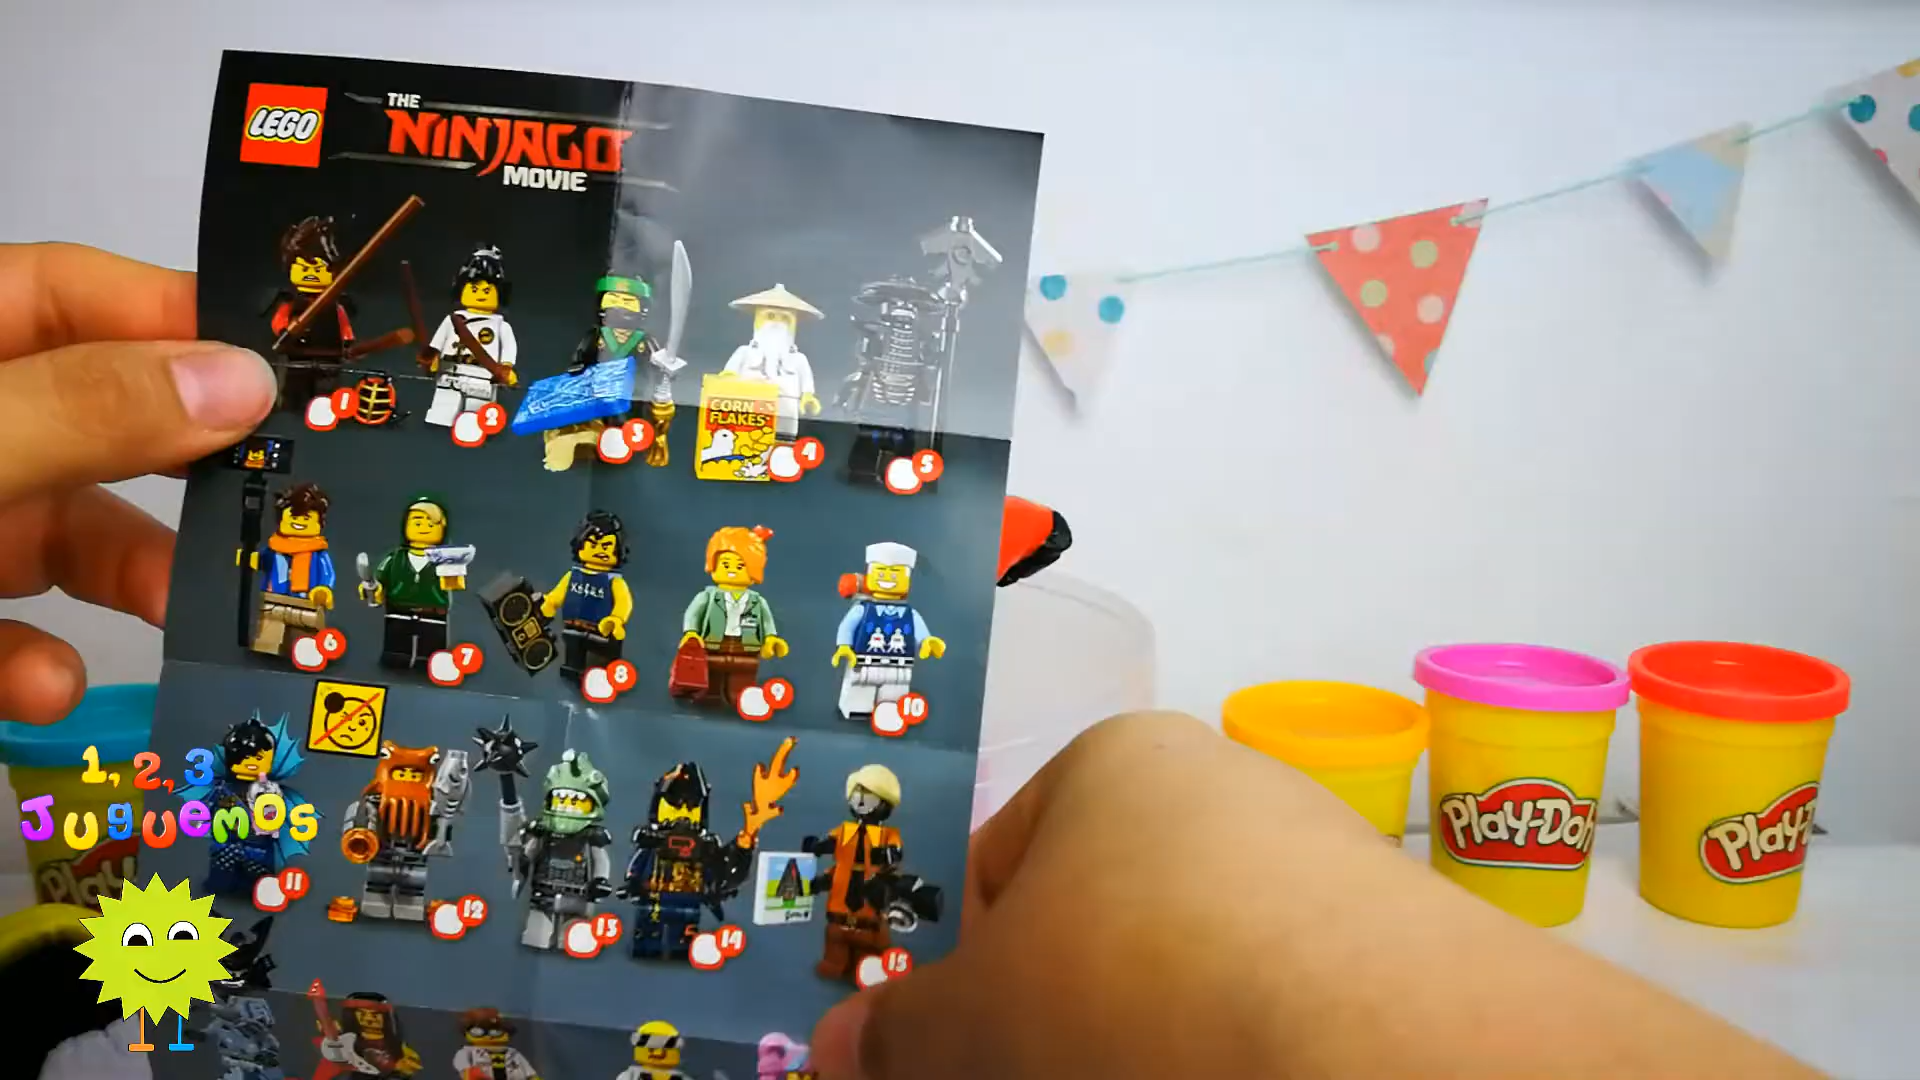 LEGO
THE
NINJAGO
MOVIE
1
2
3
CORN
FLAKES
4
5
6
7
8
9
10
11
12
13
14
15
1, 2, 3
Juguemos
Play
Play-Doh
Play-